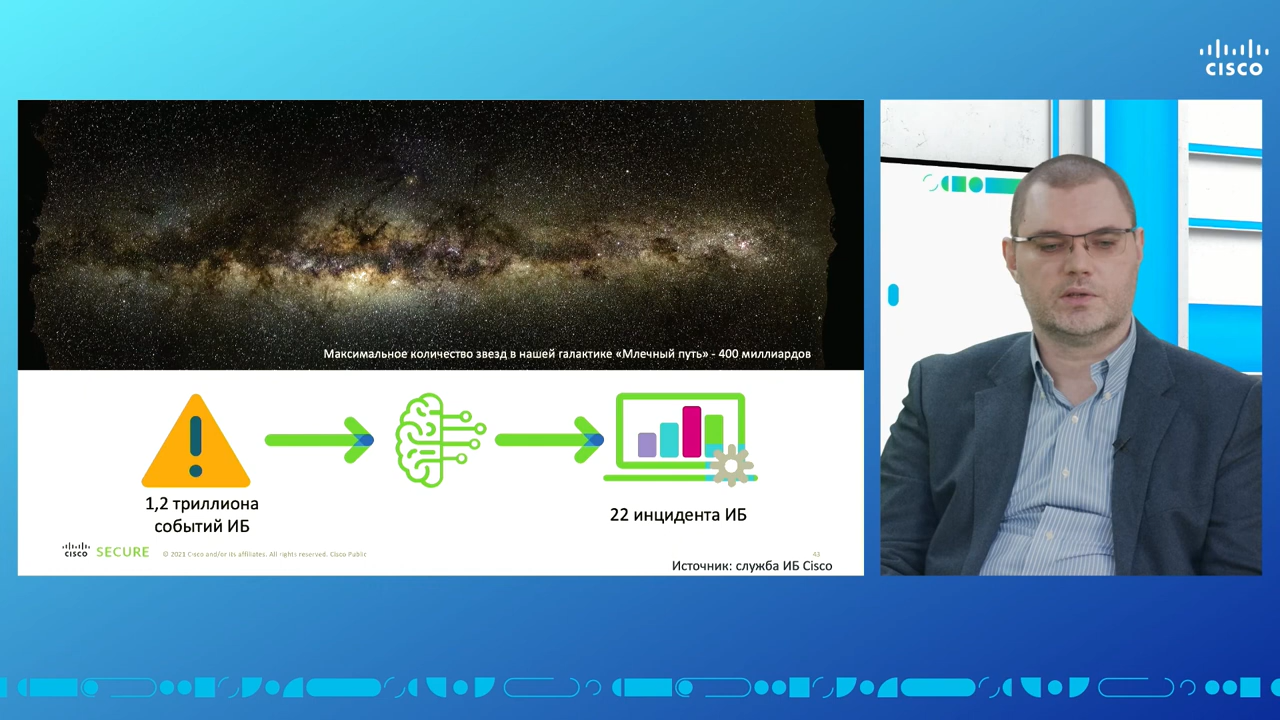 CISCO
Максимальное количество звезд в нашей галактике «Млечный путь» - 400 миллиардов
1,2 триллиона
событий ИБ
22 инцидента ИБ
CISCO SECURE © 2021 Cisco and/or its affiliates. All rights reserved. Cisco Public 43
Источник: служба ИБ Cisco